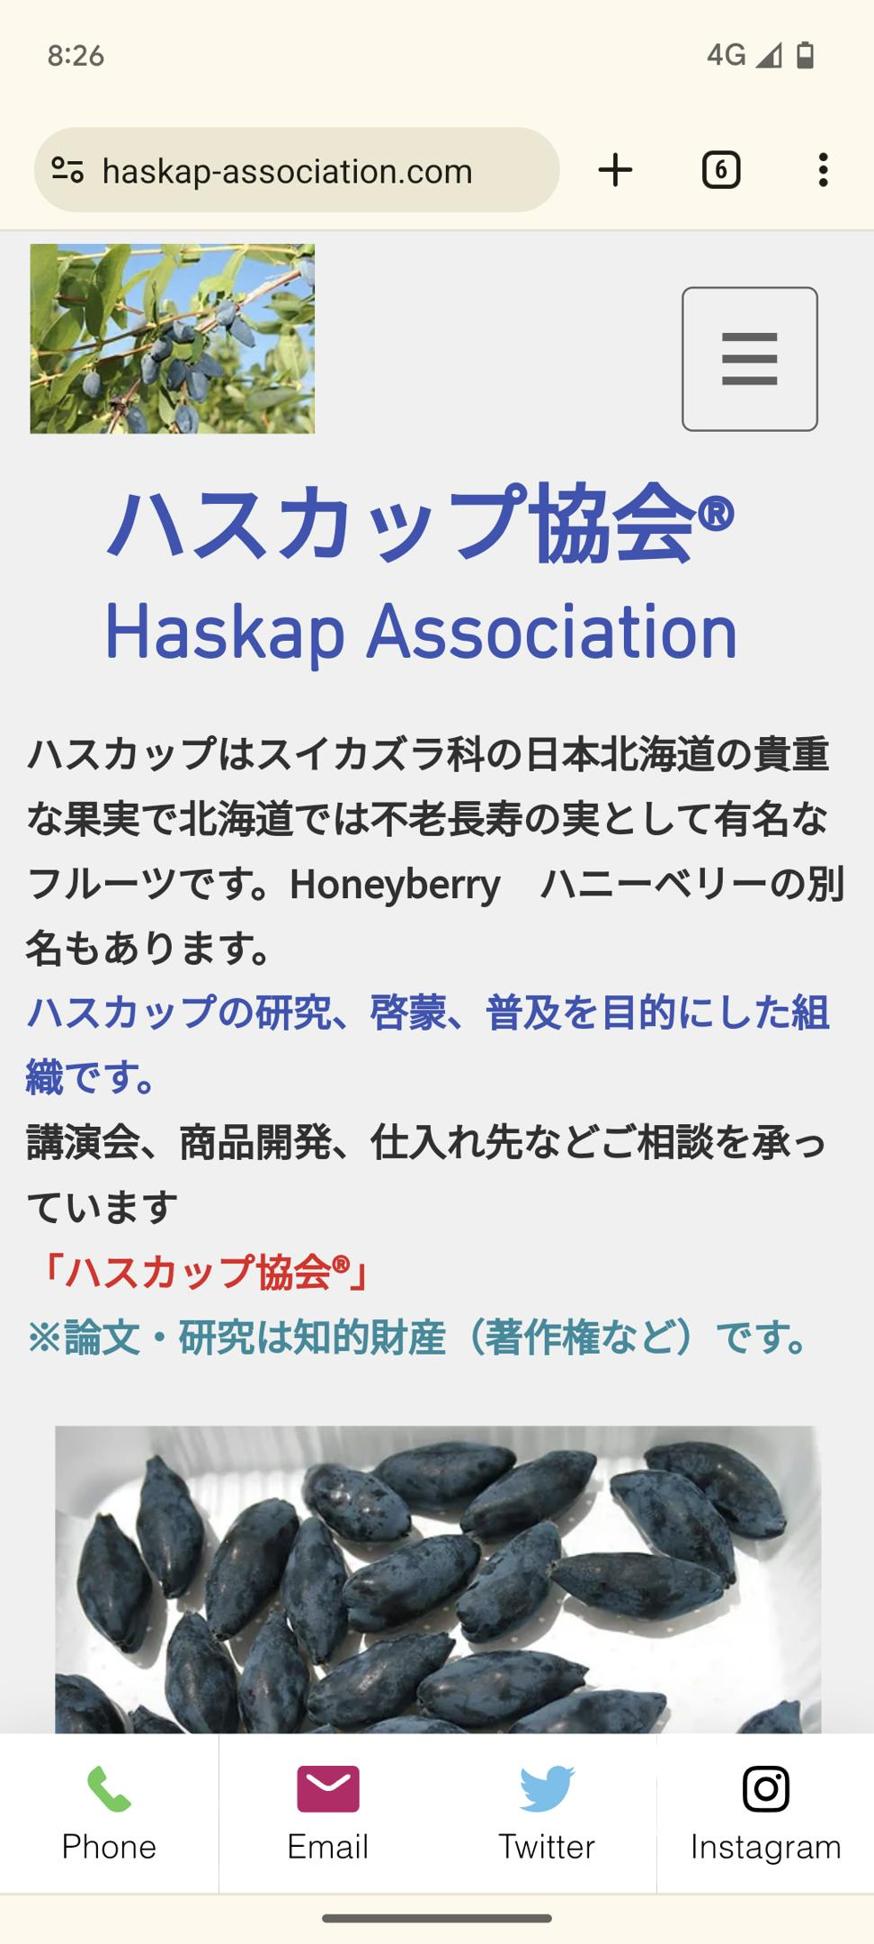 8:26
4G
haskap-association.com
6
ハスカップ協会®
Haskap Association
ハスカップはスイカズラ科の日本北海道の貴重
な果実で北海道では不老長寿の実として有名な
フルーツです。Honeyberry　ハニーベリーの別
名もあります。
ハスカップの研究、啓蒙、普及を目的にした組
織です。
講演会、商品開発、仕入れ先などご相談を承っ
ています
「ハスカップ協会®」
※論文・研究は知的財産（著作権など）です。
Phone
Email
Twitter
Instagram